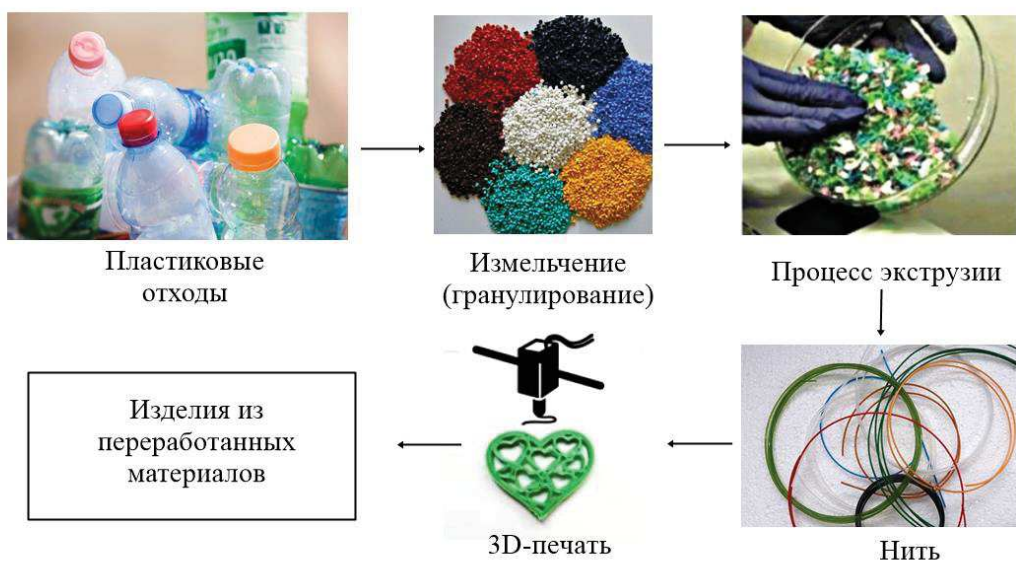 Пластиковые
отходы
Измельчение
(гранулирование)
Процесс экструзии
Нить
3D-печать
Изделия из
переработанных
материалов